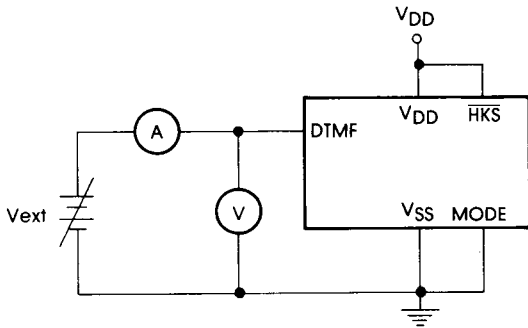 VDD
VDD HKS
A
DTMF
V
Vext
VSS MODE